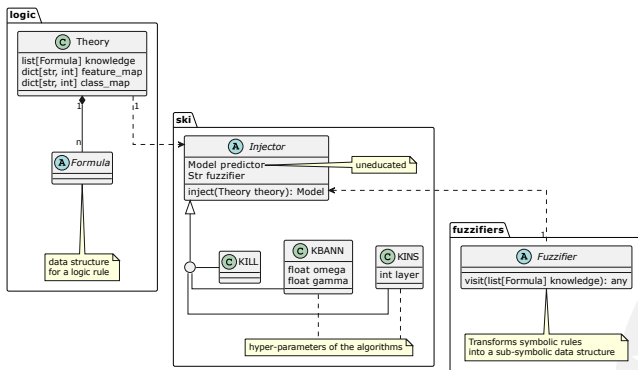 logic
C Theory
list[Formula] knowledge
dict[str, int] feature_map
dict[str, int] class_map
1
1
n
A Formula
data structure
for a logic rule
ski
A Injector
Model predictor
Str fuzzifier
inject(Theory theory): Model
uneducated
C KILL
C KBANN
float omega
float gamma
C KINS
int layer
hyper-parameters of the algorithms
fuzzifiers
1
A Fuzzifier
visit(list[Formula] knowledge): any
Transforms symbolic rules
into a sub-symbolic data structure